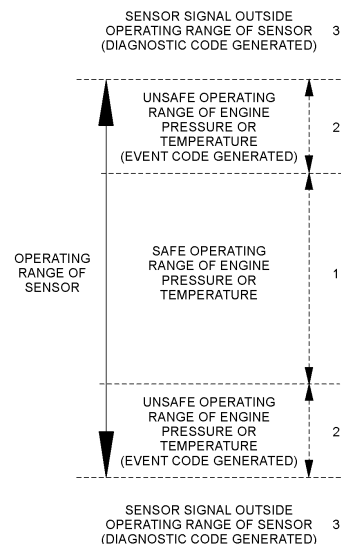 SENSOR SIGNAL OUTSIDE
OPERATING RANGE OF SENSOR 3
(DIAGNOSTIC CODE GENERATED)
UNSAFE OPERATING
RANGE OF ENGINE
PRESSURE OR 2
TEMPERATURE
(EVENT CODE GENERATED)
OPERATING
RANGE OF
SENSOR
SAFE OPERATING
RANGE OF ENGINE
PRESSURE OR 1
TEMPERATURE
UNSAFE OPERATING
RANGE OF ENGINE
PRESSURE OR 2
TEMPERATURE
(EVENT CODE GENERATED)
SENSOR SIGNAL OUTSIDE
OPERATING RANGE OF SENSOR 3
(DIAGNOSTIC CODE GENERATED)